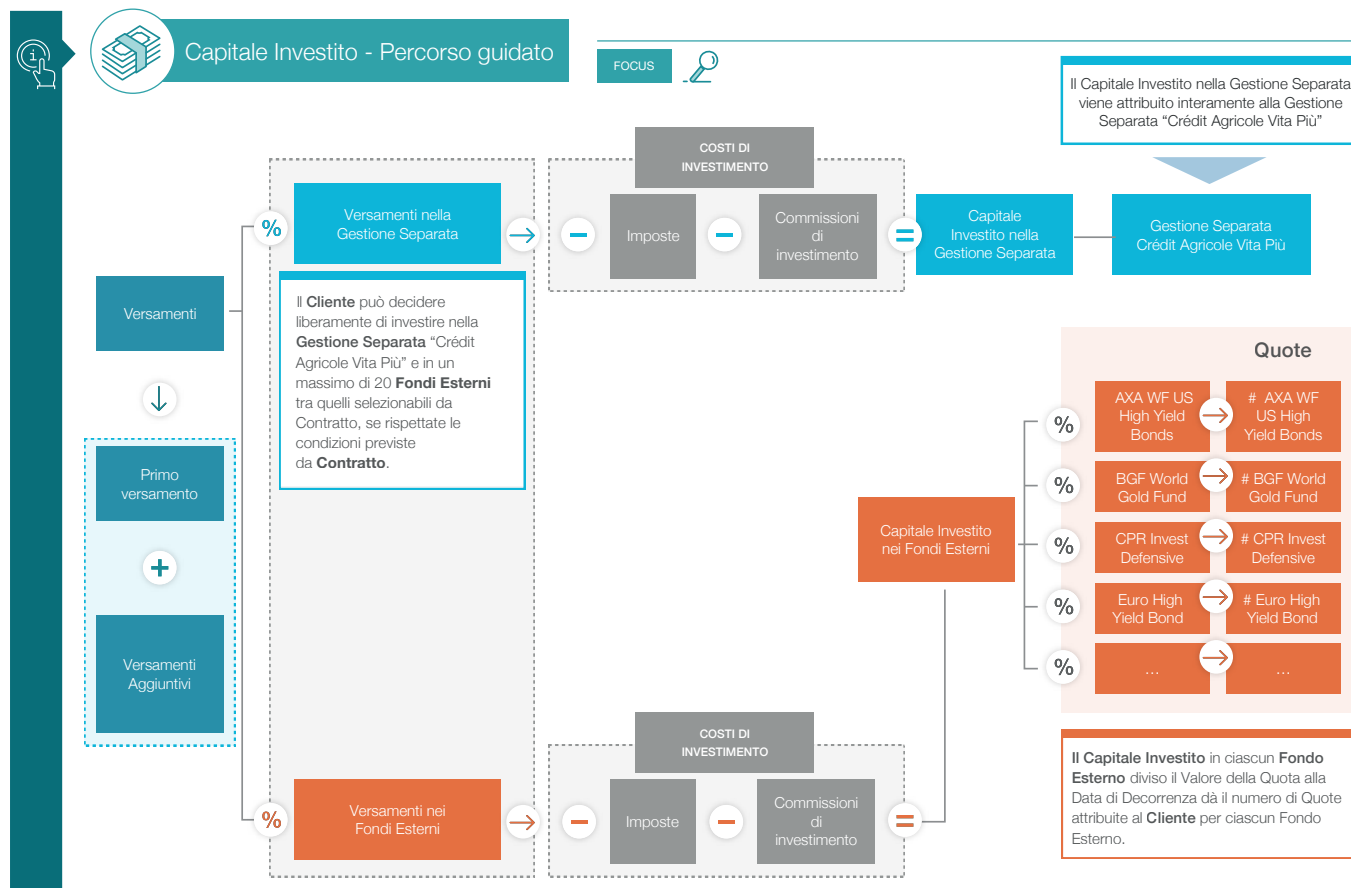 Capitale Investito - Percorso guidato
FOCUS
Il Capitale Investito nella Gestione Separata
viene attribuito interamente alla Gestione
Separata “Crédit Agricole Vita Più”
COSTI DI
INVESTIMENTO
%
Versamenti nella
Gestione Separata
Imposte
Commissioni
di
investimento
=
Capitale
Investito nella
Gestione Separata
Gestione Separata
Crédit Agricole Vita Più
Versamenti
Il Cliente può decidere
liberamente di investire nella
Gestione Separata “Crédit
Agricole Vita Più” e in un
massimo di 20 Fondi Esterni
tra quelli selezionabili da
Contratto, se rispettate le
condizioni previste
da Contratto.
Primo
versamento
+
Versamenti
Aggiuntivi
Capitale Investito
nei Fondi Esterni
Quote
%
AXA WF US
High Yield
Bonds
# AXA WF
US High
Yield Bonds
%
BGF World
Gold Fund
# BGF World
Gold Fund
%
CPR Invest
Defensive
# CPR Invest
Defensive
%
Euro High
Yield Bond
# Euro High
Yield Bond
%
...
...
COSTI DI
INVESTIMENTO
%
Versamenti nei
Fondi Esterni
Imposte
Commissioni
di
investimento
=
Il Capitale Investito in ciascun Fondo
Esterno diviso il Valore della Quota alla
Data di Decorrenza dà il numero di Quote
attribuite al Cliente per ciascun Fondo
Esterno.